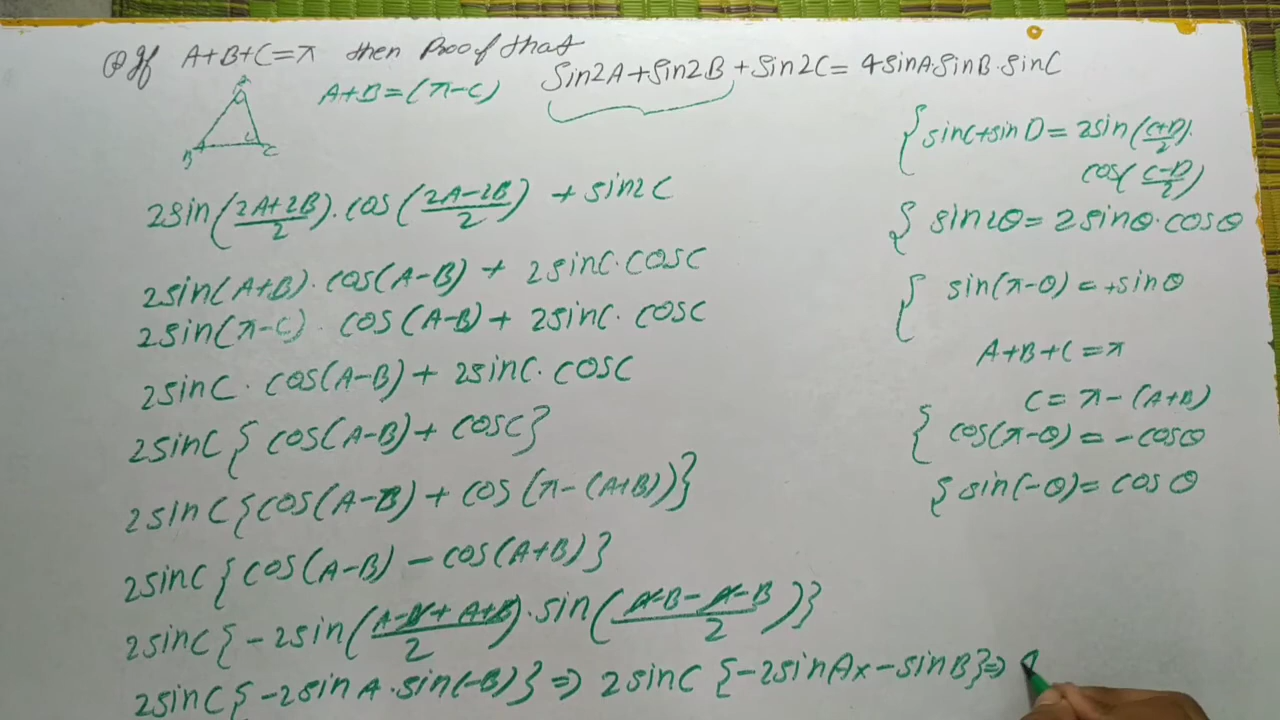 Q If A+B+C=π then Proof that
sin2A+sin2B+sin2C=4sinA.sinB.sinC
A+B=(π-C)
A
B
C
2sin((2A+2B)/2).cos((2A-2B)/2)+sin2C
2sin(A+B).cos(A-B)+2sinC.cosC
2sin(π-C).cos(A-B)+2sinC.cosC
2sinC.cos(A-B)+2sinC.cosC
2sinC{cos(A-B)+cosC}
2sinC{cos(A-B)+cos(π-(A+B))}
2sinC{cos(A-B)-cos(A+B)}
2sinC{-2sin((A-B+A+B)/2).sin((A-B-A-B)/2)}
2sinC{-2sinA.sin(-B)}⇒2sinC{-2sinA×-sinB}⇒
{sinC+sinD=2sin((C+D)/2).
cos((C-D)/2)
{sin2θ=2sinθ.cosθ
{sin(π-θ)=+sinθ
A+B+C=π
C=π-(A+B)
{cos(π-θ)=-cosθ
{sin(-θ)=cosθ